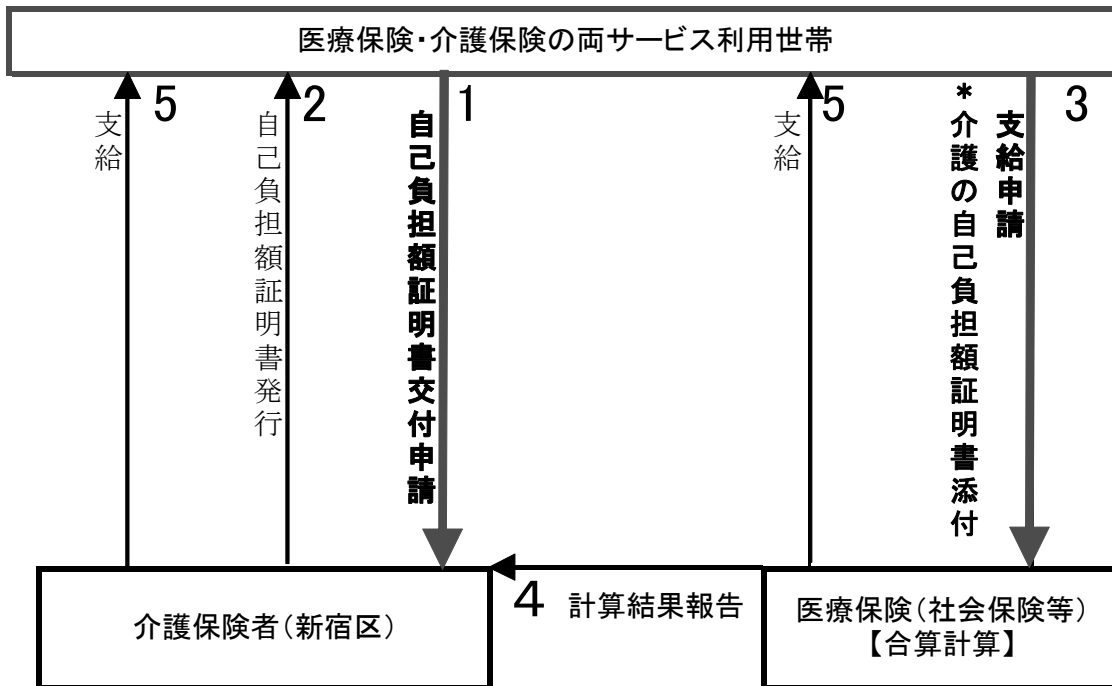 医療保険・介護保険の両サービス利用世帯
5
支給
2
自己負担額証明書発行
1
自己負担額証明書交付申請
5
支給
3
支給申請
*介護の自己負担額証明書添付
介護保険者(新宿区)
4 計算結果報告
医療保険(社会保険等)
【合算計算】